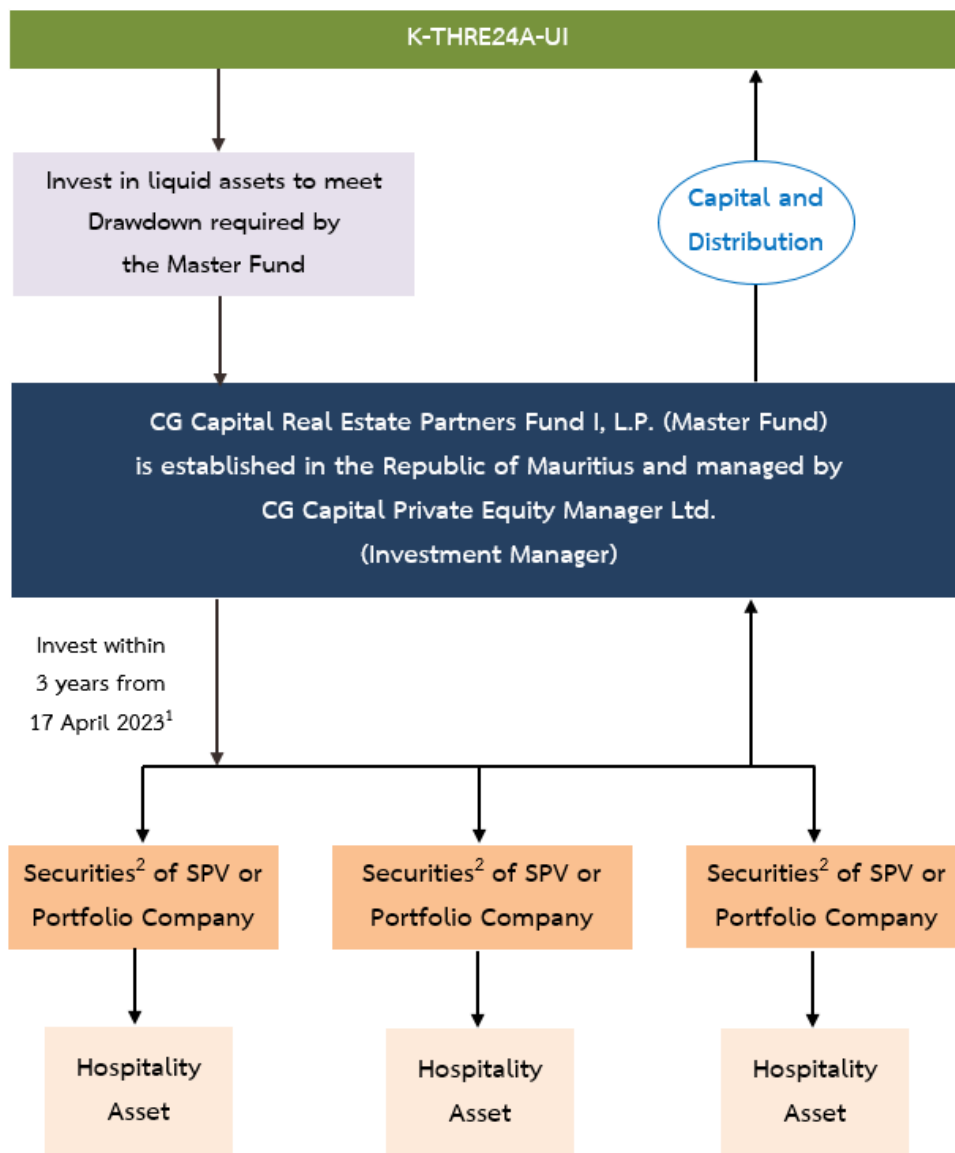 K-THRE24A-UI
Invest in liquid assets to meet
Drawdown required by
the Master Fund
Capital and
Distribution
CG Capital Real Estate Partners Fund I, L.P. (Master Fund)
is established in the Republic of Mauritius and managed by
CG Capital Private Equity Manager Ltd.
(Investment Manager)
Invest within
3 years from
17 April 2023¹
Securities² of SPV or
Portfolio Company
Securities² of SPV or
Portfolio Company
Securities² of SPV or
Portfolio Company
Hospitality
Asset
Hospitality
Asset
Hospitality
Asset